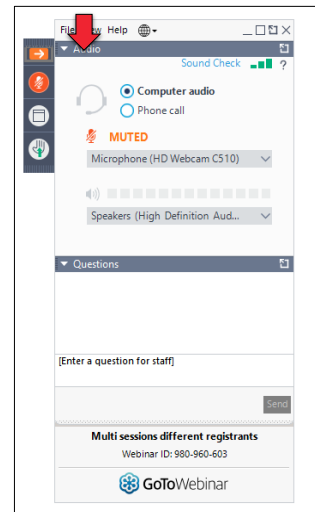 File View Help
Audio
Sound Check ?
Computer audio
Phone call
MUTED
Microphone (HD Webcam C510)
Speakers (High Definition Aud...
Questions
[Enter a question for staff]
Send
Multi sessions different registrants
Webinar ID: 980-960-603
GoToWebinar